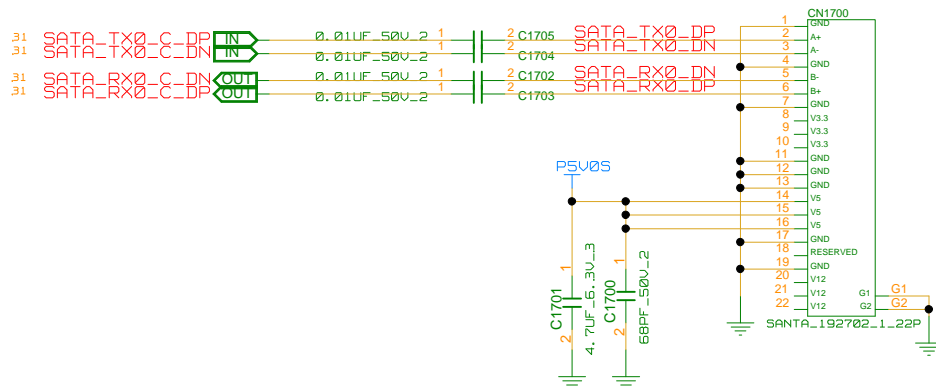 CN1700
1 GND
31 SATA_TX0_C_DP IN 0.01UF_50V_2 1 2 C1705 SATA_TX0_DP 2 A+
31 SATA_TX0_C_DN IN 0.01UF_50V_2 1 2 C1704 SATA_TX0_DN 3 A-
4 GND
31 SATA_RX0_C_DN OUT 0.01UF_50V_2 1 2 C1702 SATA_RX0_DN 5 B-
31 SATA_RX0_C_DP OUT 0.01UF_50V_2 1 2 C1703 SATA_RX0_DP 6 B+
7 GND
8 V3.3
9 V3.3
10 V3.3
11 GND
12 GND
13 GND
P5V0S
14 V5
15 V5
16 V5
17 GND
18 RESERVED
19 GND
20 V12
21 V12 G1 G1
22 V12 G2 G2
SANTA_192702_1_22P
1 2 C1701 4.7UF_6.3V_3
1 2 C1700 68PF_50V_2